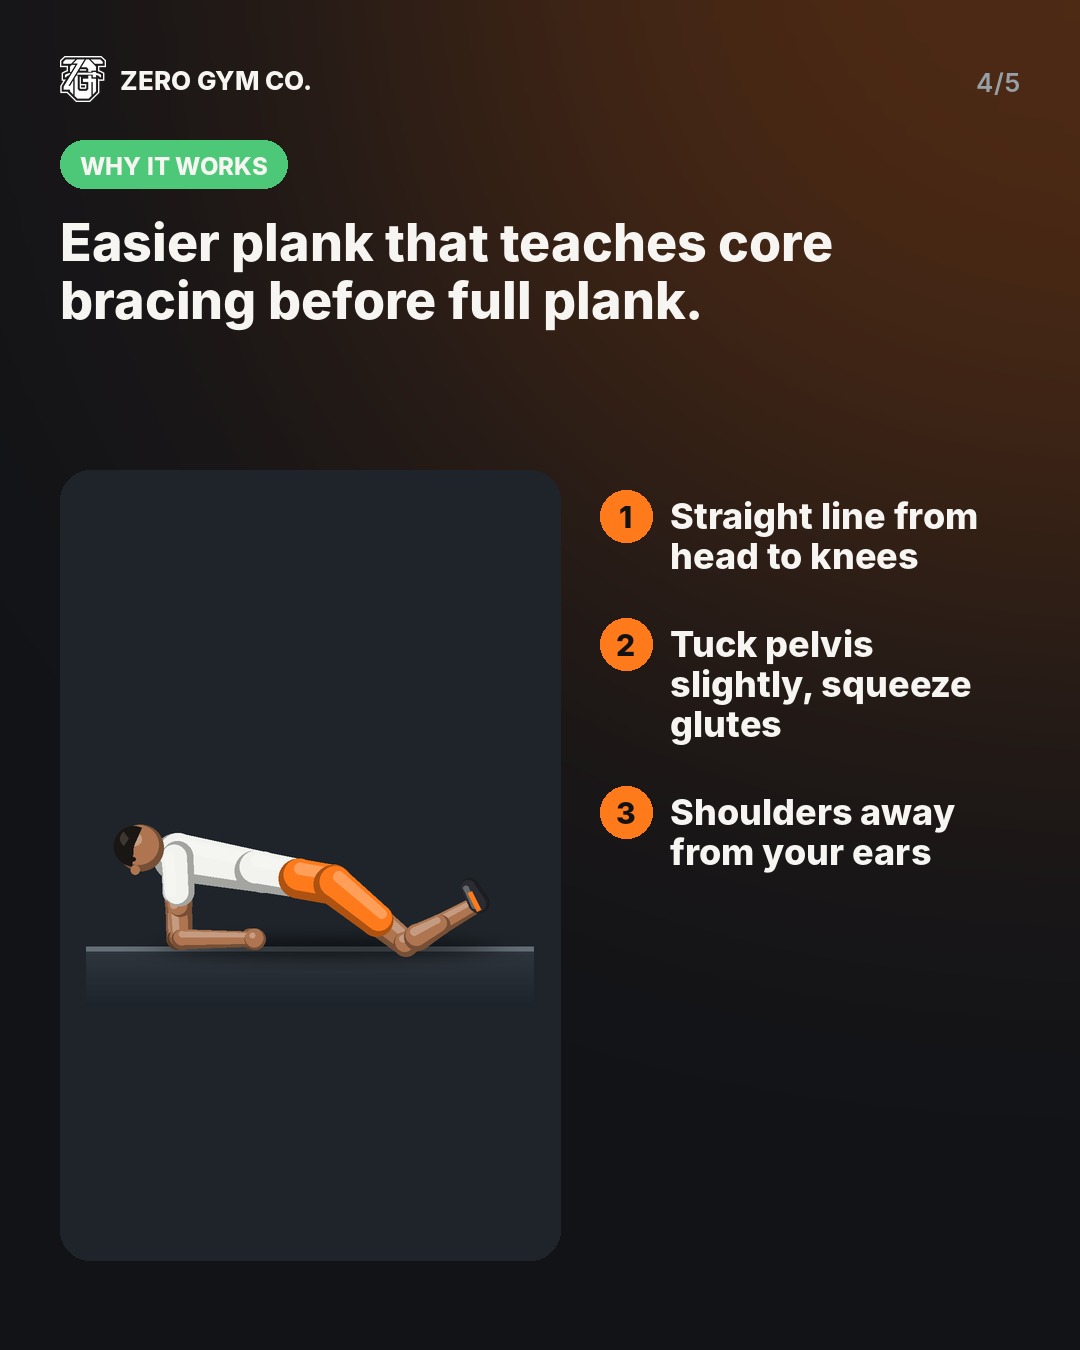 ZERO GYM CO.
4/5
WHY IT WORKS
Easier plank that teaches core
bracing before full plank.
1 Straight line from
head to knees
2 Tuck pelvis
slightly, squeeze
glutes
3 Shoulders away
from your ears